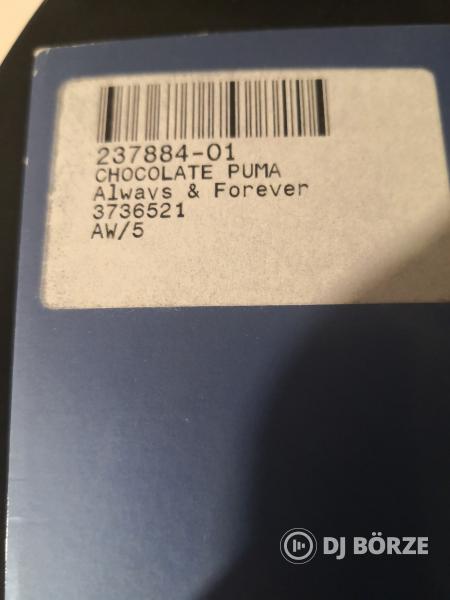 237884-01
CHOCOLATE PUMA
Always & Forever
3736521
AW/5
DJ BÖRZE